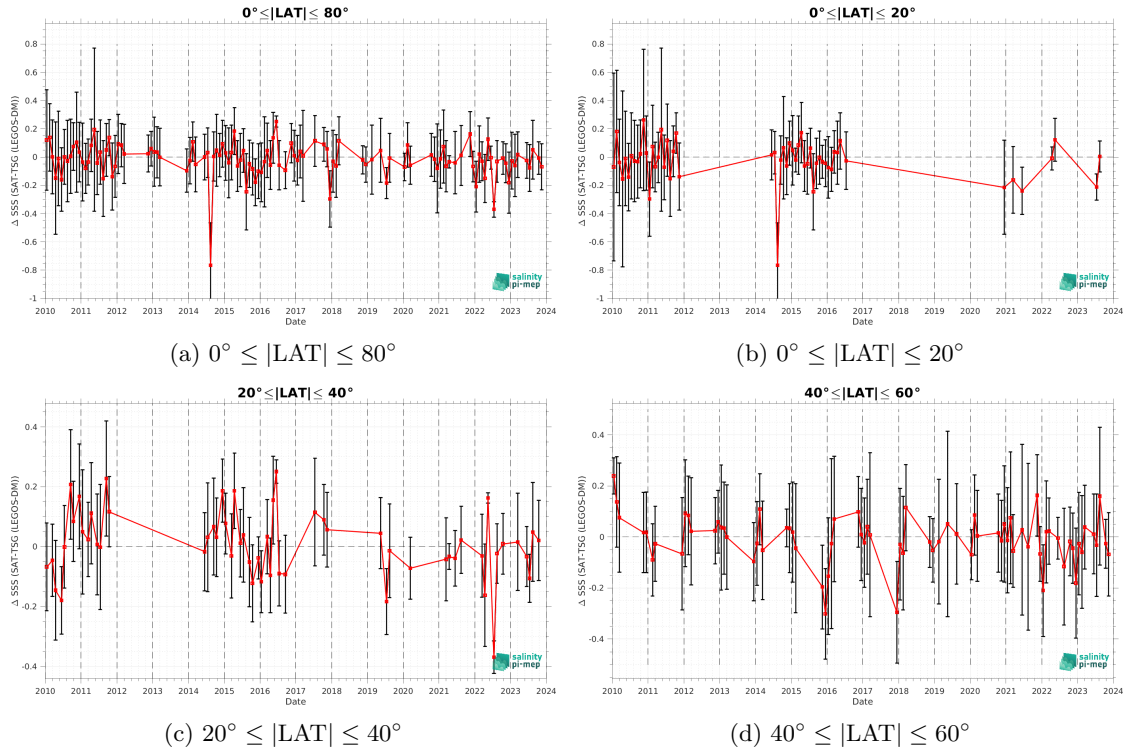 0°≤|LAT|≤ 80°
Δ SSS (SAT-TSG (LEGOS-DM))
0.8
0.6
0.4
0.2
0
-0.2
-0.4
-0.6
-0.8
-1
2010 2011 2012 2013 2014 2015 2016 2017 2018 2019 2020 2021 2022 2023 2024
Date
salinity
pi-mep
(a) 0° ≤ |LAT| ≤ 80°
0°≤|LAT|≤ 20°
Δ SSS (SAT-TSG (LEGOS-DM))
0.8
0.6
0.4
0.2
0
-0.2
-0.4
-0.6
-0.8
-1
2010 2011 2012 2013 2014 2015 2016 2017 2018 2019 2020 2021 2022 2023 2024
Date
salinity
pi-mep
(b) 0° ≤ |LAT| ≤ 20°
20°≤|LAT|≤ 40°
Δ SSS (SAT-TSG (LEGOS-DM))
0.4
0.2
0
-0.2
-0.4
2010 2011 2012 2013 2014 2015 2016 2017 2018 2019 2020 2021 2022 2023 2024
Date
salinity
pi-mep
(c) 20° ≤ |LAT| ≤ 40°
40°≤|LAT|≤ 60°
Δ SSS (SAT-TSG (LEGOS-DM))
0.4
0.2
0
-0.2
-0.4
2010 2011 2012 2013 2014 2015 2016 2017 2018 2019 2020 2021 2022 2023 2024
Date
salinity
pi-mep
(d) 40° ≤ |LAT| ≤ 60°